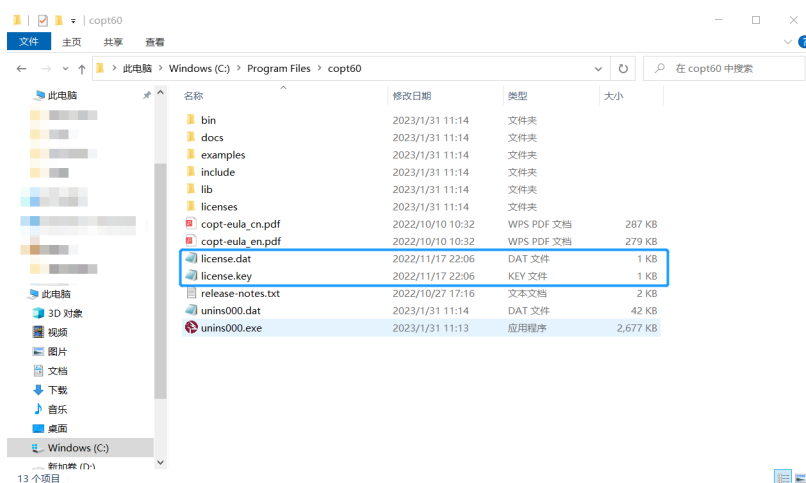 copt60
文件 主页 共享 查看
此电脑 > Windows (C:) > Program Files > copt60
在 copt60 中搜索
此电脑
此电脑
3D 对象
视频
图片
文档
下载
音乐
桌面
Windows (C:)
新加卷 (D:)
名称 修改日期 类型 大小
bin 2023/1/31 11:14 文件夹
docs 2023/1/31 11:14 文件夹
examples 2023/1/31 11:14 文件夹
include 2023/1/31 11:14 文件夹
lib 2023/1/31 11:14 文件夹
licenses 2023/1/31 11:14 文件夹
copt-eula_cn.pdf 2022/10/10 10:32 WPS PDF 文档 287 KB
copt-eula_en.pdf 2022/10/10 10:32 WPS PDF 文档 279 KB
license.dat 2022/11/17 22:06 DAT 文件 1 KB
license.key 2022/11/17 22:06 KEY 文件 1 KB
release-notes.txt 2022/10/27 17:16 文本文档 2 KB
unins000.dat 2023/1/31 11:14 DAT 文件 42 KB
unins000.exe 2023/1/31 11:13 应用程序 2,677 KB
13 个项目